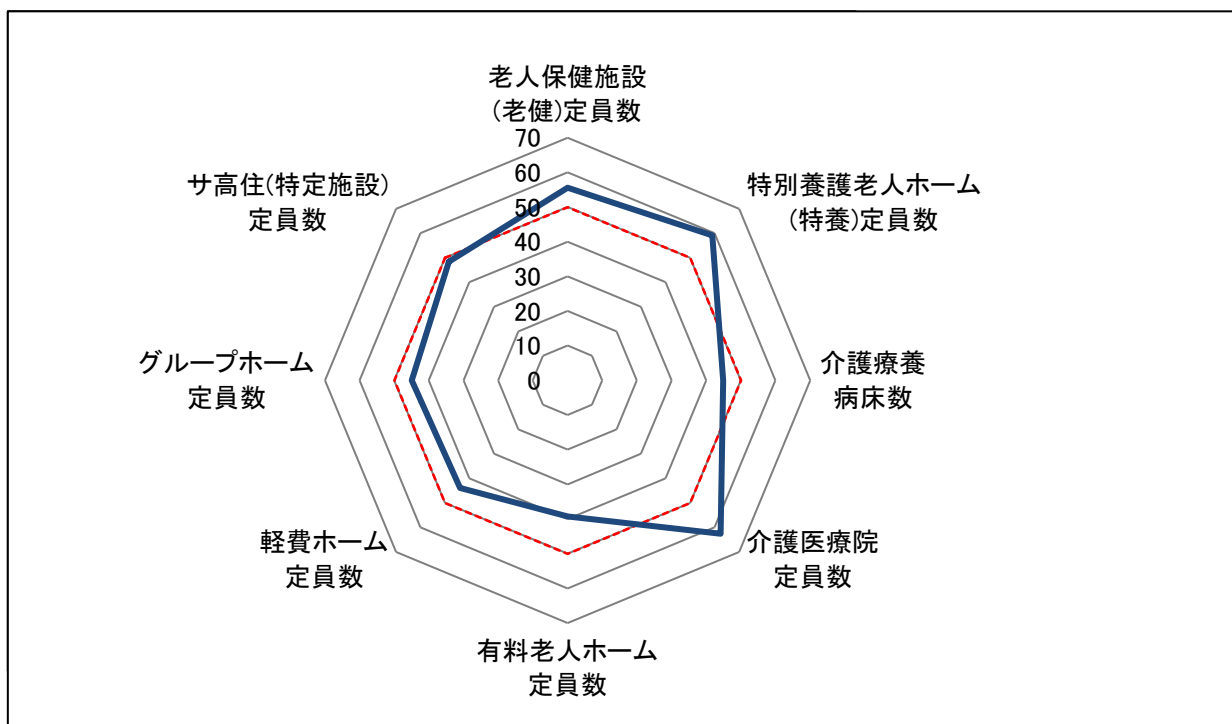 老人保健施設
(老健)定員数
特別養護老人ホーム
(特養)定員数
介護療養
病床数
介護医療院
定員数
有料老人ホーム
定員数
軽費ホーム
定員数
グループホーム
定員数
サ高住(特定施設)
定員数
70
60
50
40
30
20
10
0